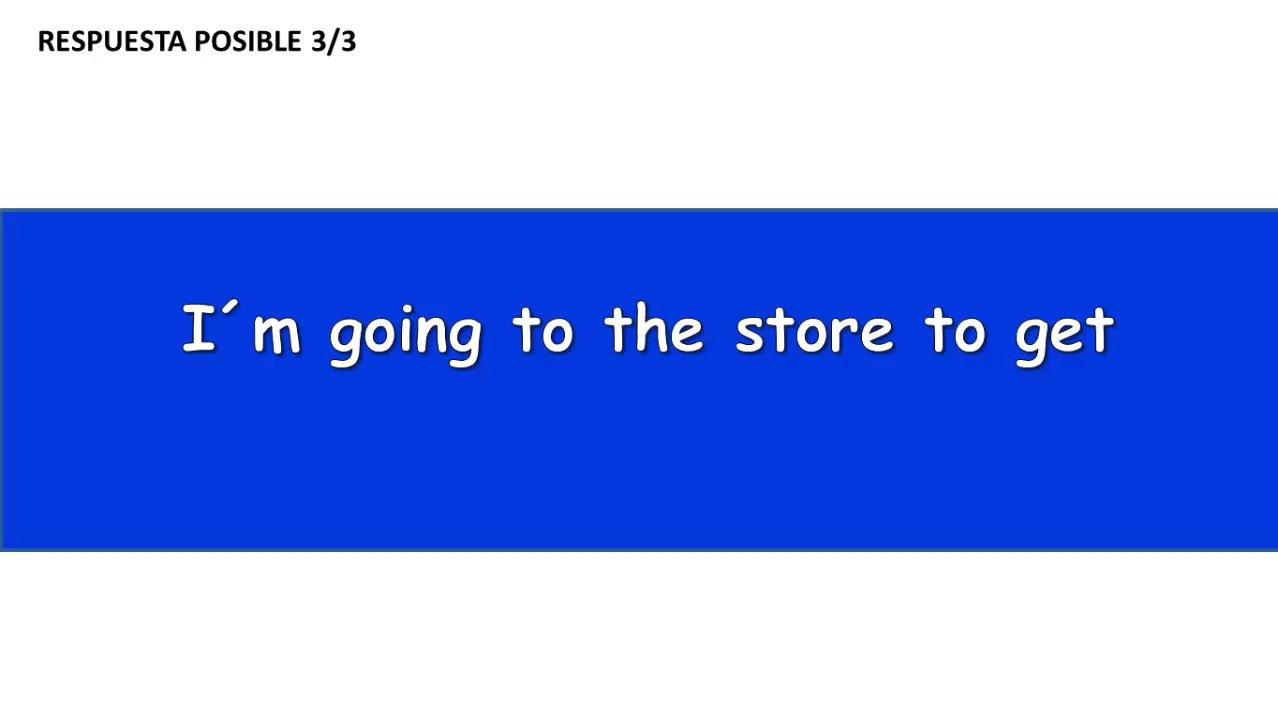 RESPUESTA POSIBLE 3/3
I´m going to the store to get